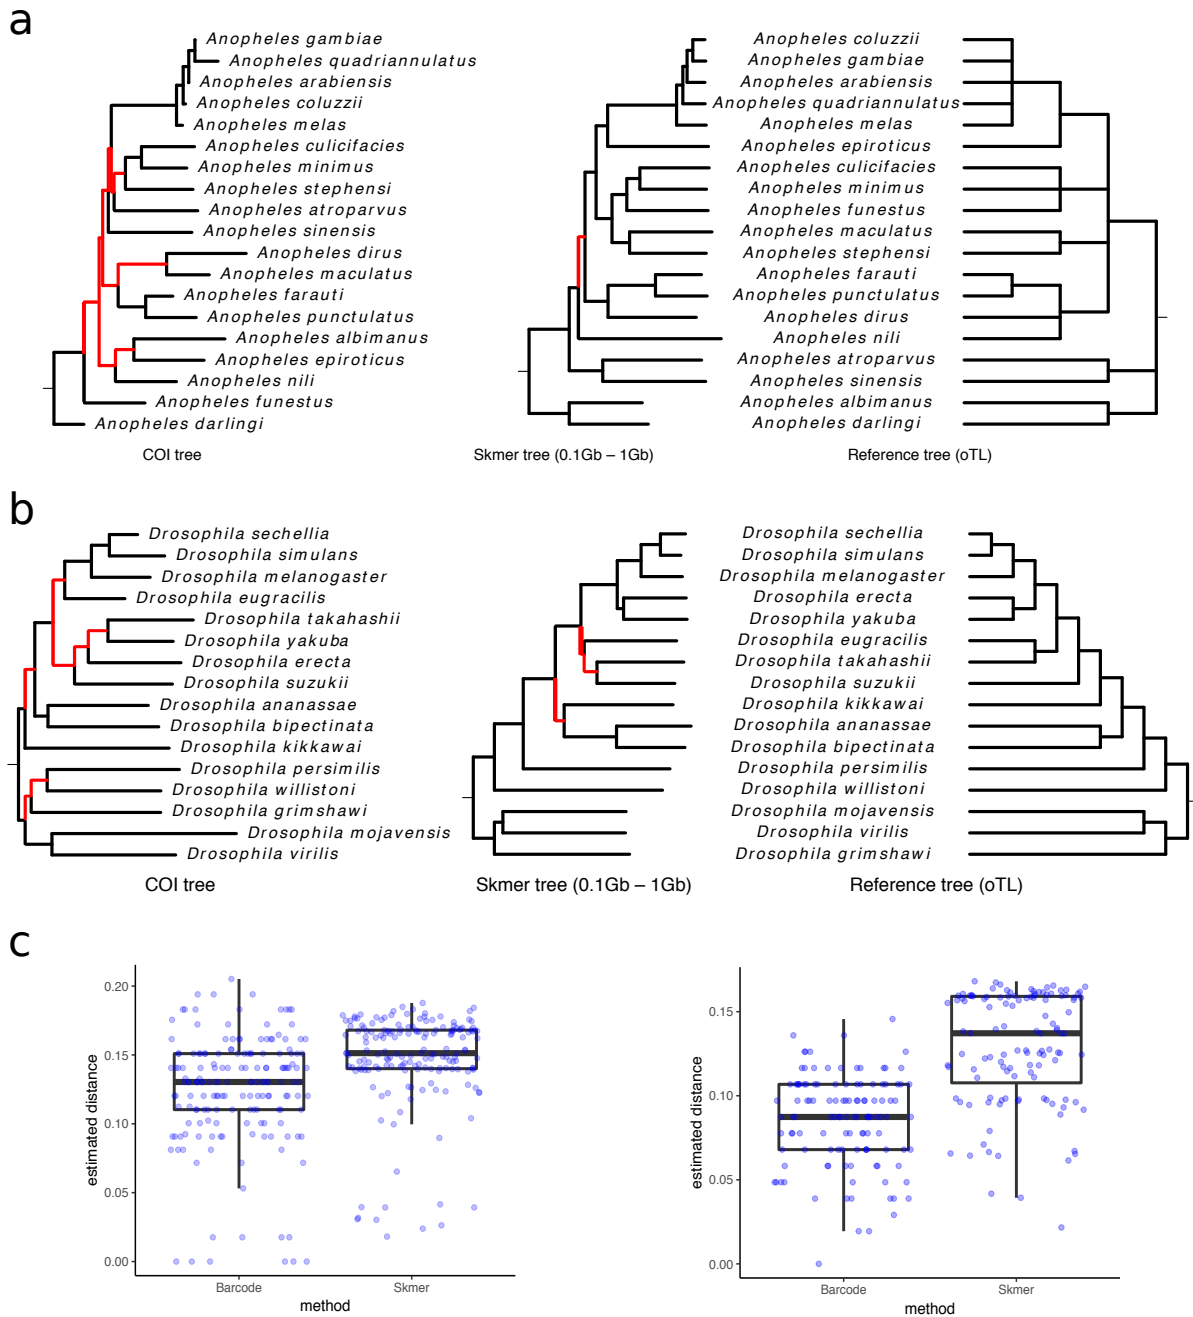 a
Anopheles gambiae
Anopheles quadriannulatus
Anopheles arabiensis
Anopheles coluzzii
Anopheles melas
Anopheles culicifacies
Anopheles minimus
Anopheles stephensi
Anopheles atroparvus
Anopheles sinensis
Anopheles dirus
Anopheles maculatus
Anopheles farauti
Anopheles punctulatus
Anopheles albimanus
Anopheles epiroticus
Anopheles nili
Anopheles funestus
Anopheles darlingi
COI tree
Anopheles coluzzii
Anopheles gambiae
Anopheles arabiensis
Anopheles quadriannulatus
Anopheles melas
Anopheles epiroticus
Anopheles culicifacies
Anopheles minimus
Anopheles funestus
Anopheles maculatus
Anopheles stephensi
Anopheles farauti
Anopheles punctulatus
Anopheles dirus
Anopheles nili
Anopheles atroparvus
Anopheles sinensis
Anopheles albimanus
Anopheles darlingi
Skmer tree (0.1Gb – 1Gb)
Reference tree (oTL)
b
Drosophila sechellia
Drosophila simulans
Drosophila melanogaster
Drosophila eugracilis
Drosophila takahashii
Drosophila yakuba
Drosophila erecta
Drosophila suzukii
Drosophila ananassae
Drosophila bipectinata
Drosophila kikkawai
Drosophila persimilis
Drosophila willistoni
Drosophila grimshawi
Drosophila mojavensis
Drosophila virilis
COI tree
Drosophila sechellia
Drosophila simulans
Drosophila melanogaster
Drosophila erecta
Drosophila yakuba
Drosophila eugracilis
Drosophila takahashii
Drosophila suzukii
Drosophila kikkawai
Drosophila ananassae
Drosophila bipectinata
Drosophila persimilis
Drosophila willistoni
Drosophila mojavensis
Drosophila virilis
Drosophila grimshawi
Skmer tree (0.1Gb – 1Gb)
Reference tree (oTL)
c
estimated distance
0.20
0.15
0.10
0.05
0.00
Barcode
Skmer
method
estimated distance
0.15
0.10
0.05
0.00
Barcode
Skmer
method